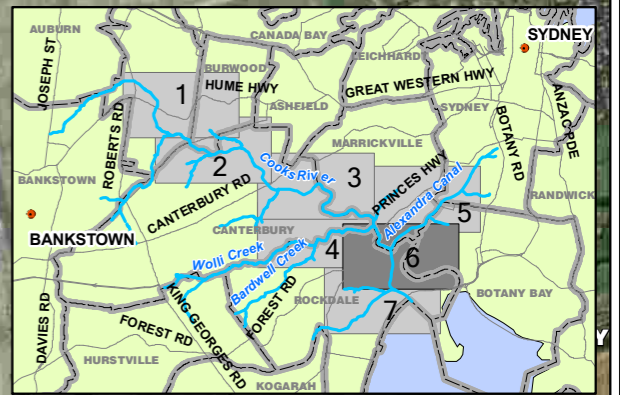 AUBURN
CANADA BAY
SYDNEY
JOSEPH ST
LEICHHARDT
BURWOOD
HUME HWY
GREAT WESTERN HWY
ANZAC PDE
1
ASHFIELD
SYDNEY
BOTANY RD
ROBERTS RD
MARRICKVILLE
2
Cooks River
3
PRINCES HWY
Alexandra Canal
BANKSTOWN
CANTERBURY RD
RANDWICK
5
BANKSTOWN
CANTERBURY
Wolli Creek
4
6
Bardwell Creek
BOTANY BAY
KING GEORGES RD
FOREST RD
ROCKDALE
7
DAVIES RD
FOREST RD
HURSTVILLE
KOGARAH
Y